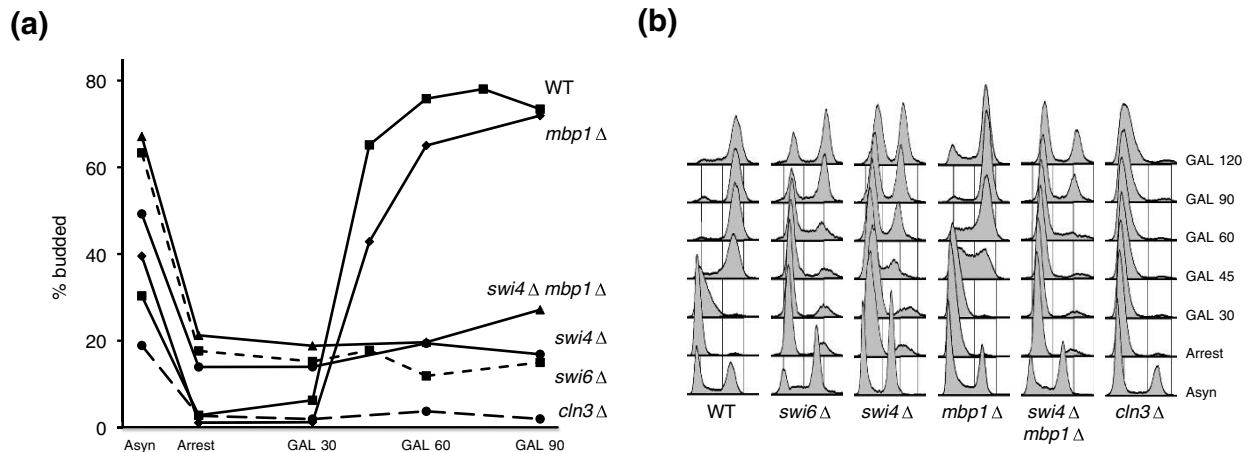 (a)
% budded
80
60
40
20
0
Asyn Arrest GAL 30 GAL 60 GAL 90
WT
mbp1Δ
swi4Δ mbp1Δ
swi4Δ
swi6Δ
cln3Δ
(b)
GAL 120
GAL 90
GAL 60
GAL 45
GAL 30
Arrest
Asyn
WT swi6Δ swi4Δ mbp1Δ swi4Δ cln3Δ
mbp1Δ